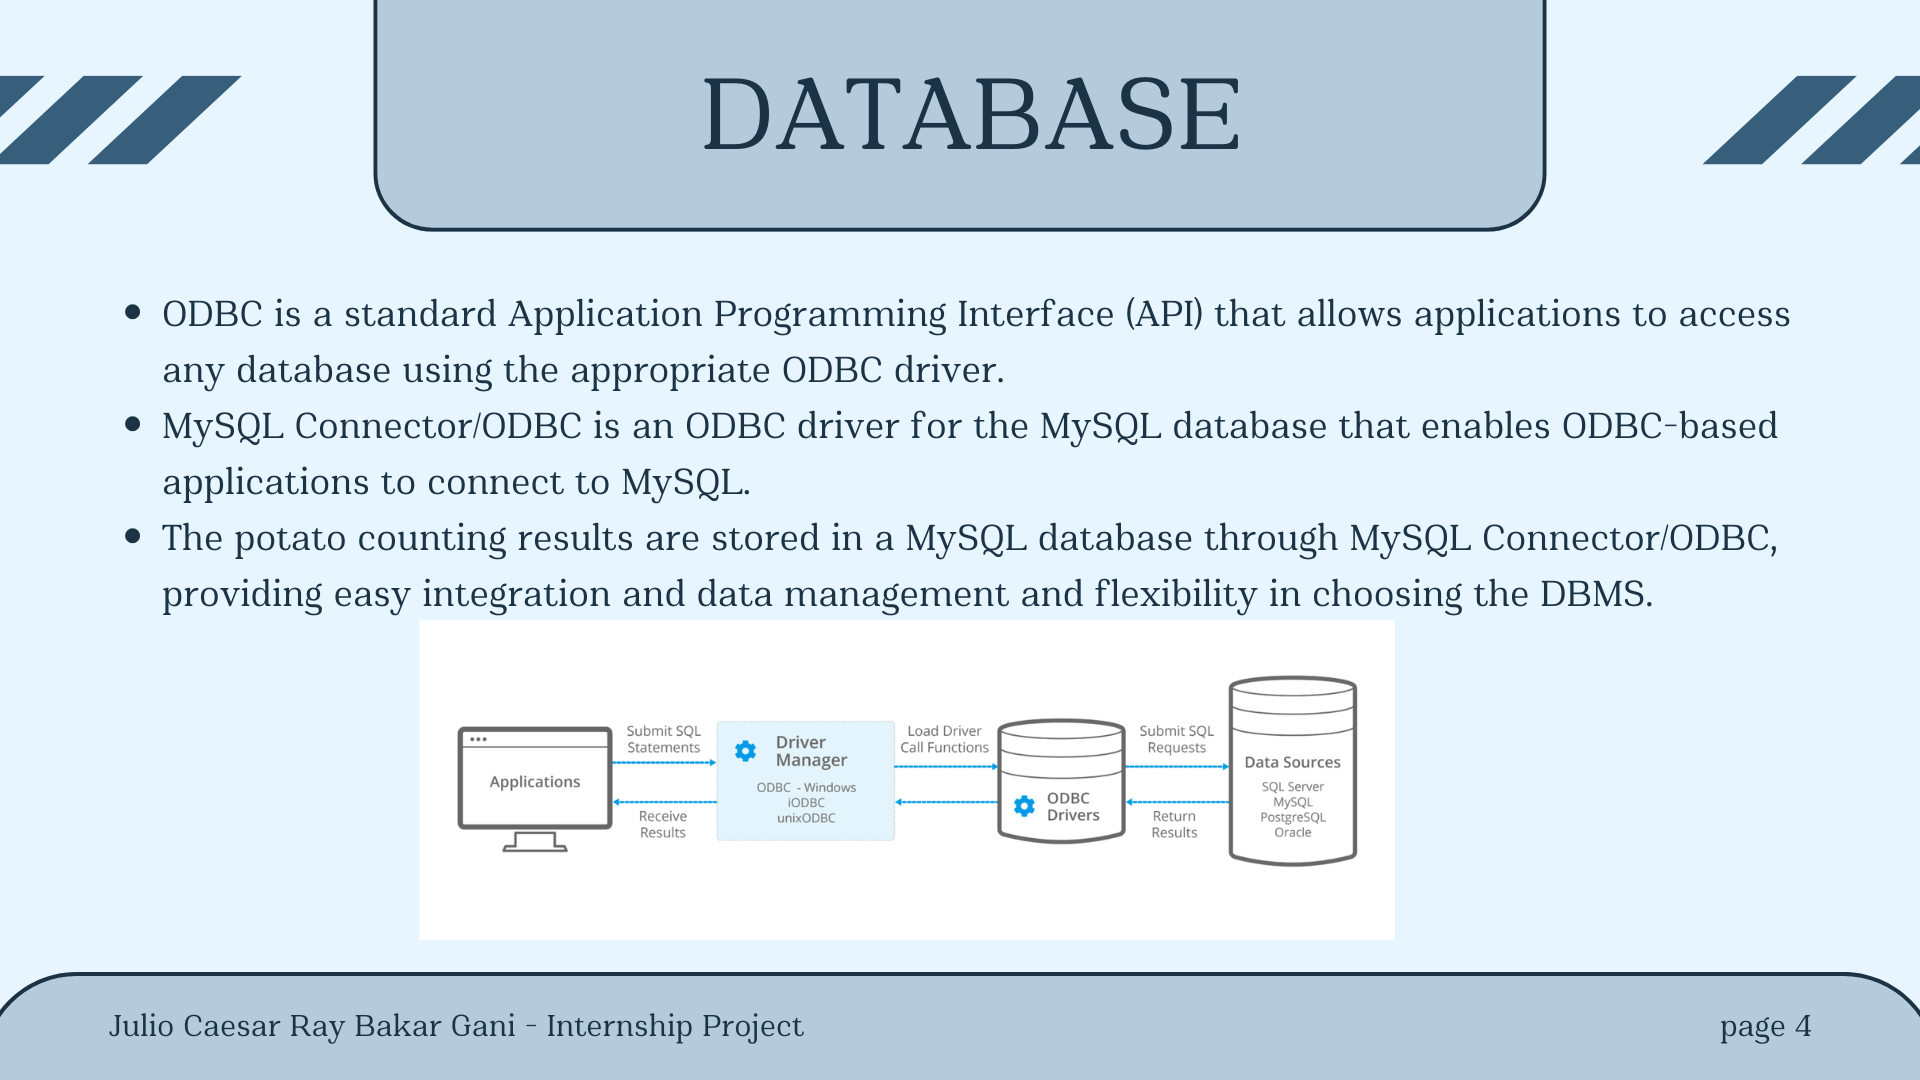 DATABASE
• ODBC is a standard Application Programming Interface (API) that allows applications to access
any database using the appropriate ODBC driver.
• MySQL Connector/ODBC is an ODBC driver for the MySQL database that enables ODBC-based
applications to connect to MySQL.
• The potato counting results are stored in a MySQL database through MySQL Connector/ODBC,
providing easy integration and data management and flexibility in choosing the DBMS.
Applications
Submit SQL
Statements
Receive
Results
Driver
Manager
ODBC - Windows
iODBC
unixODBC
Load Driver
Call Functions
ODBC
Drivers
Submit SQL
Requests
Return
Results
Data Sources
SQL Server
MySQL
PostgreSQL
Oracle
Julio Caesar Ray Bakar Gani - Internship Project
page 4